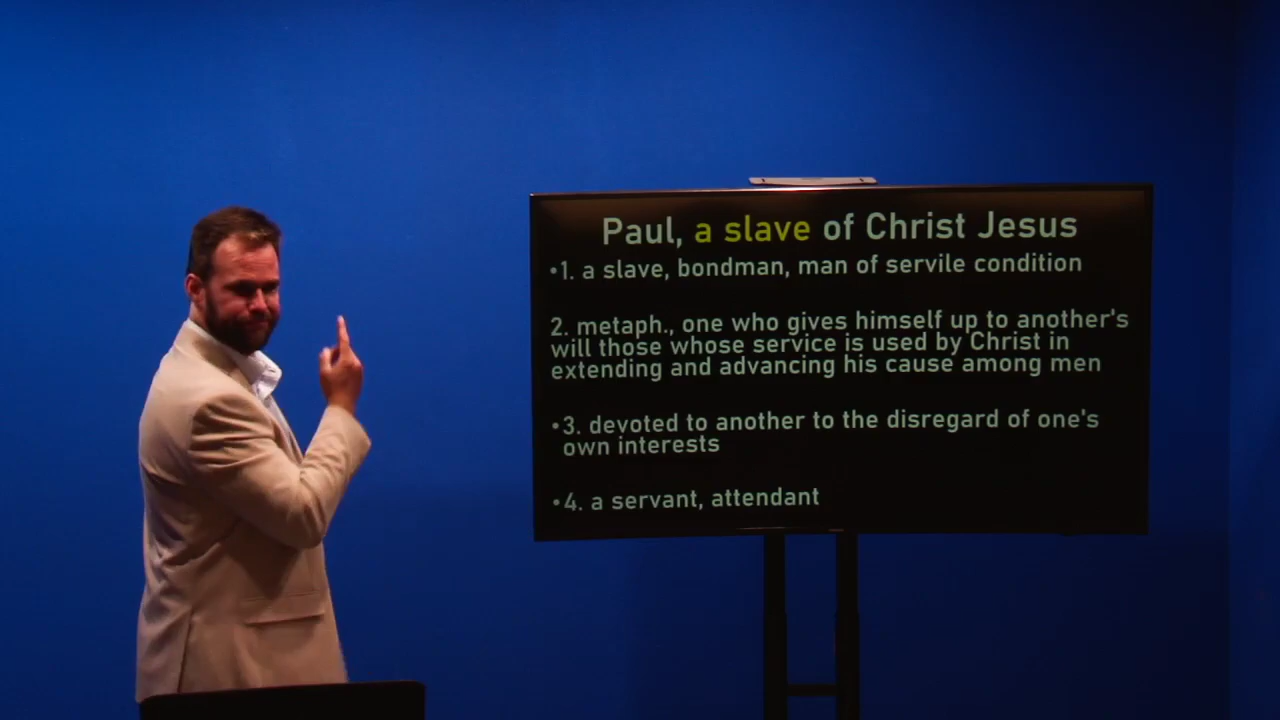 Paul, a slave of Christ Jesus
•1. a slave, bondman, man of servile condition
2. metaph., one who gives himself up to another's
will those whose service is used by Christ in
extending and advancing his cause among men
•3. devoted to another to the disregard of one's
own interests
•4. a servant, attendant